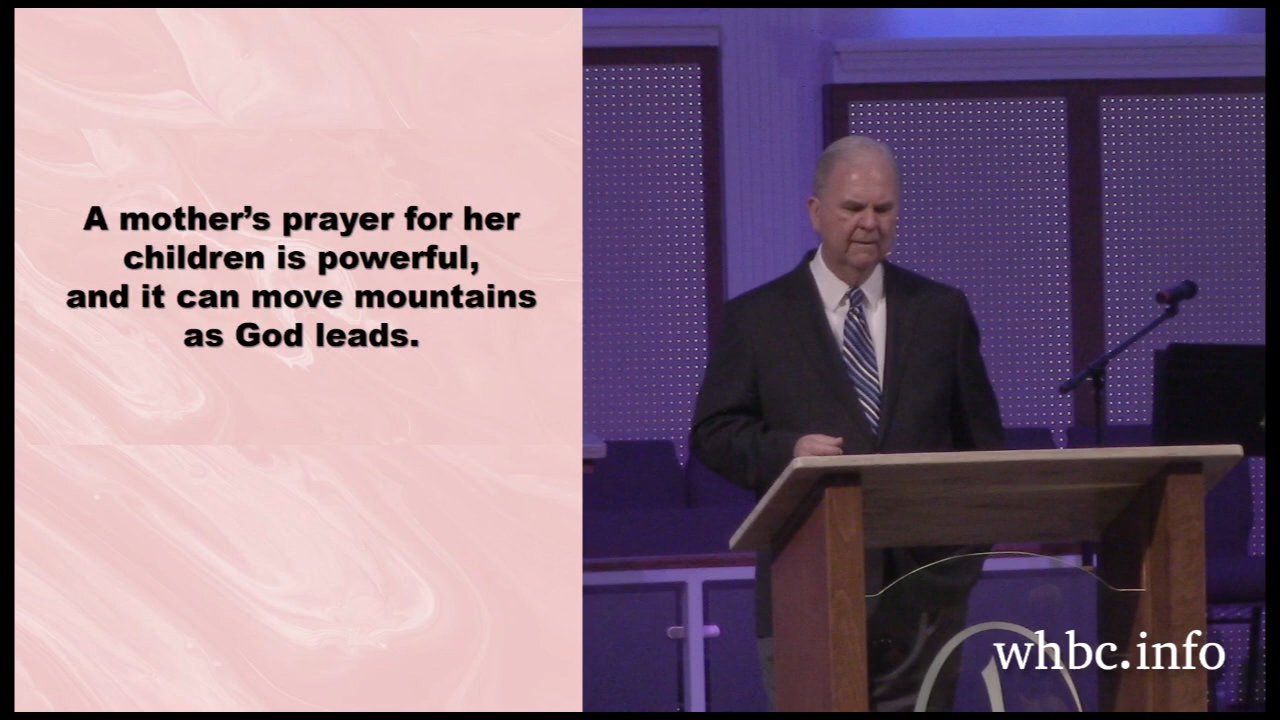 A mother’s prayer for her
children is powerful,
and it can move mountains
as God leads.
whbc.info